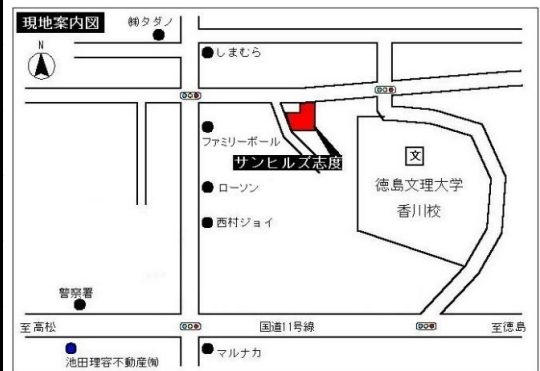 現地案内図
㈱タダノ
N
しまむら
ファミリーボール
サンヒルズ志度
文
徳島文理大学
香川校
ローソン
西村ジョイ
警察署
至高松
国道11号線
至徳島
池田理容不動産㈱
マルナカ